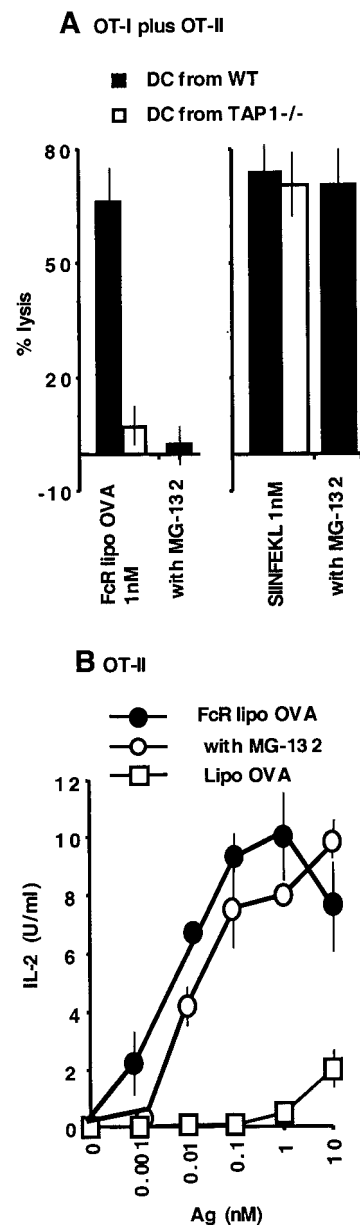 A OT-I plus OT-II
DC from WT
DC from TAP1-/-
80
50
20
-10
% lysis
FcR lipo OVA
1nM
with MG-132
SIINFEKL 1nM
with MG-132
B OT-II
FcR lipo OVA
with MG-132
Lipo OVA
12
10
8
6
4
2
0
IL-2 (U/ml)
0
0.001
0.01
0.1
1
10
Ag (nM)